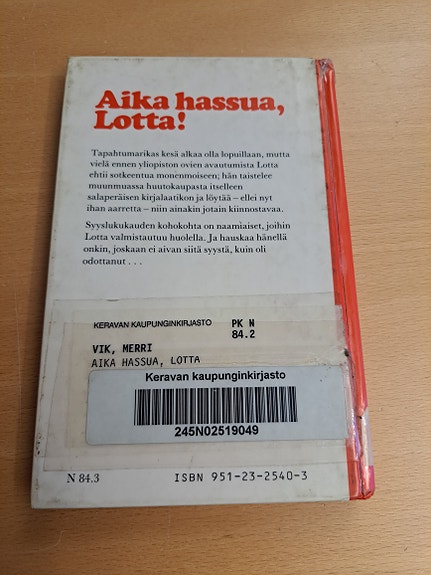 Aika hassua,
Lotta!
Tapahtumarikas kesä alkaa olla lopuillaan, mutta
vielä ennen yliopiston ovien avautumista Lotta
ehtii sotkeentua monenmoiseen; hän taistelee
muunmuassa huutokaupasta itselleen
salaperäisen kirjalaatikon ja löytää – ellei nyt
ihan aarretta – niin ainakin jotain kiinnostavaa.
Syyslukukauden kohokohta on naamiaiset, joihin
Lotta valmistautuu huolella. Ja hauskaa hänellä
onkin, joskaan ei aivan siitä syystä, kuin oli
odottanut . . .
KERAVAN KAUPUNGINKIRJASTO PK N
84.2
VIK, MERRI
AIKA HASSUA, LOTTA
Keravan kaupunginkirjasto
245N02519049
N 84.3 ISBN 951-23-2540-3